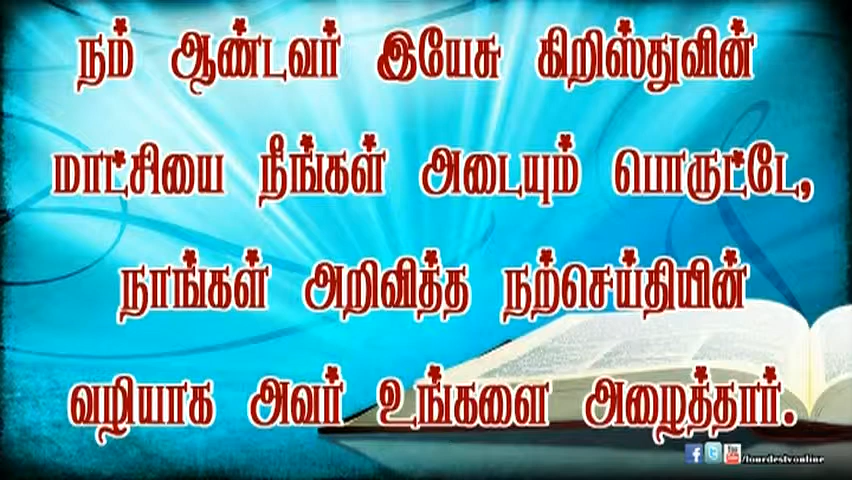 நம் ஆண்டவர் இயேசு கிறிஸ்துவின்
மாட்சியை நீங்கள் அடையும் பொருட்டே,
நாங்கள் அறிவித்த நற்செய்தியின்
வழியாக அவர் உங்களை அழைத்தார்.
/lourdestvonline